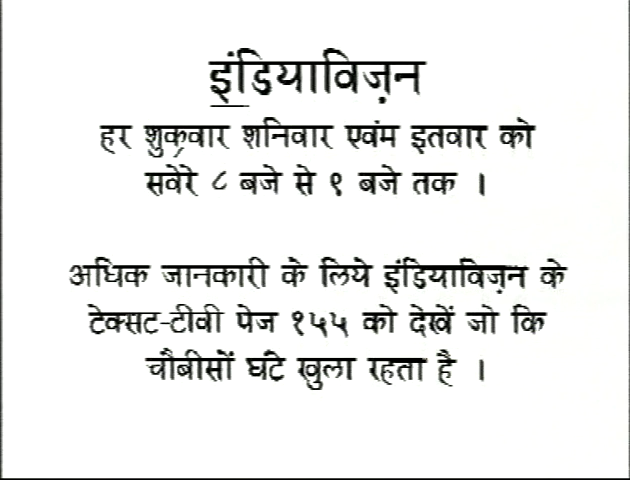 इंडियाविज़न
हर शुक्रवार शनिवार एवंम इतवार को
सवेरे ८ बजे से ९ बजे तक ।
अधिक जानकारी के लिये इंडियाविज़न के
टेक्सट-टीवी पेज १५५ को देखें जो कि
चौबीसों घंटे खुला रहता है ।